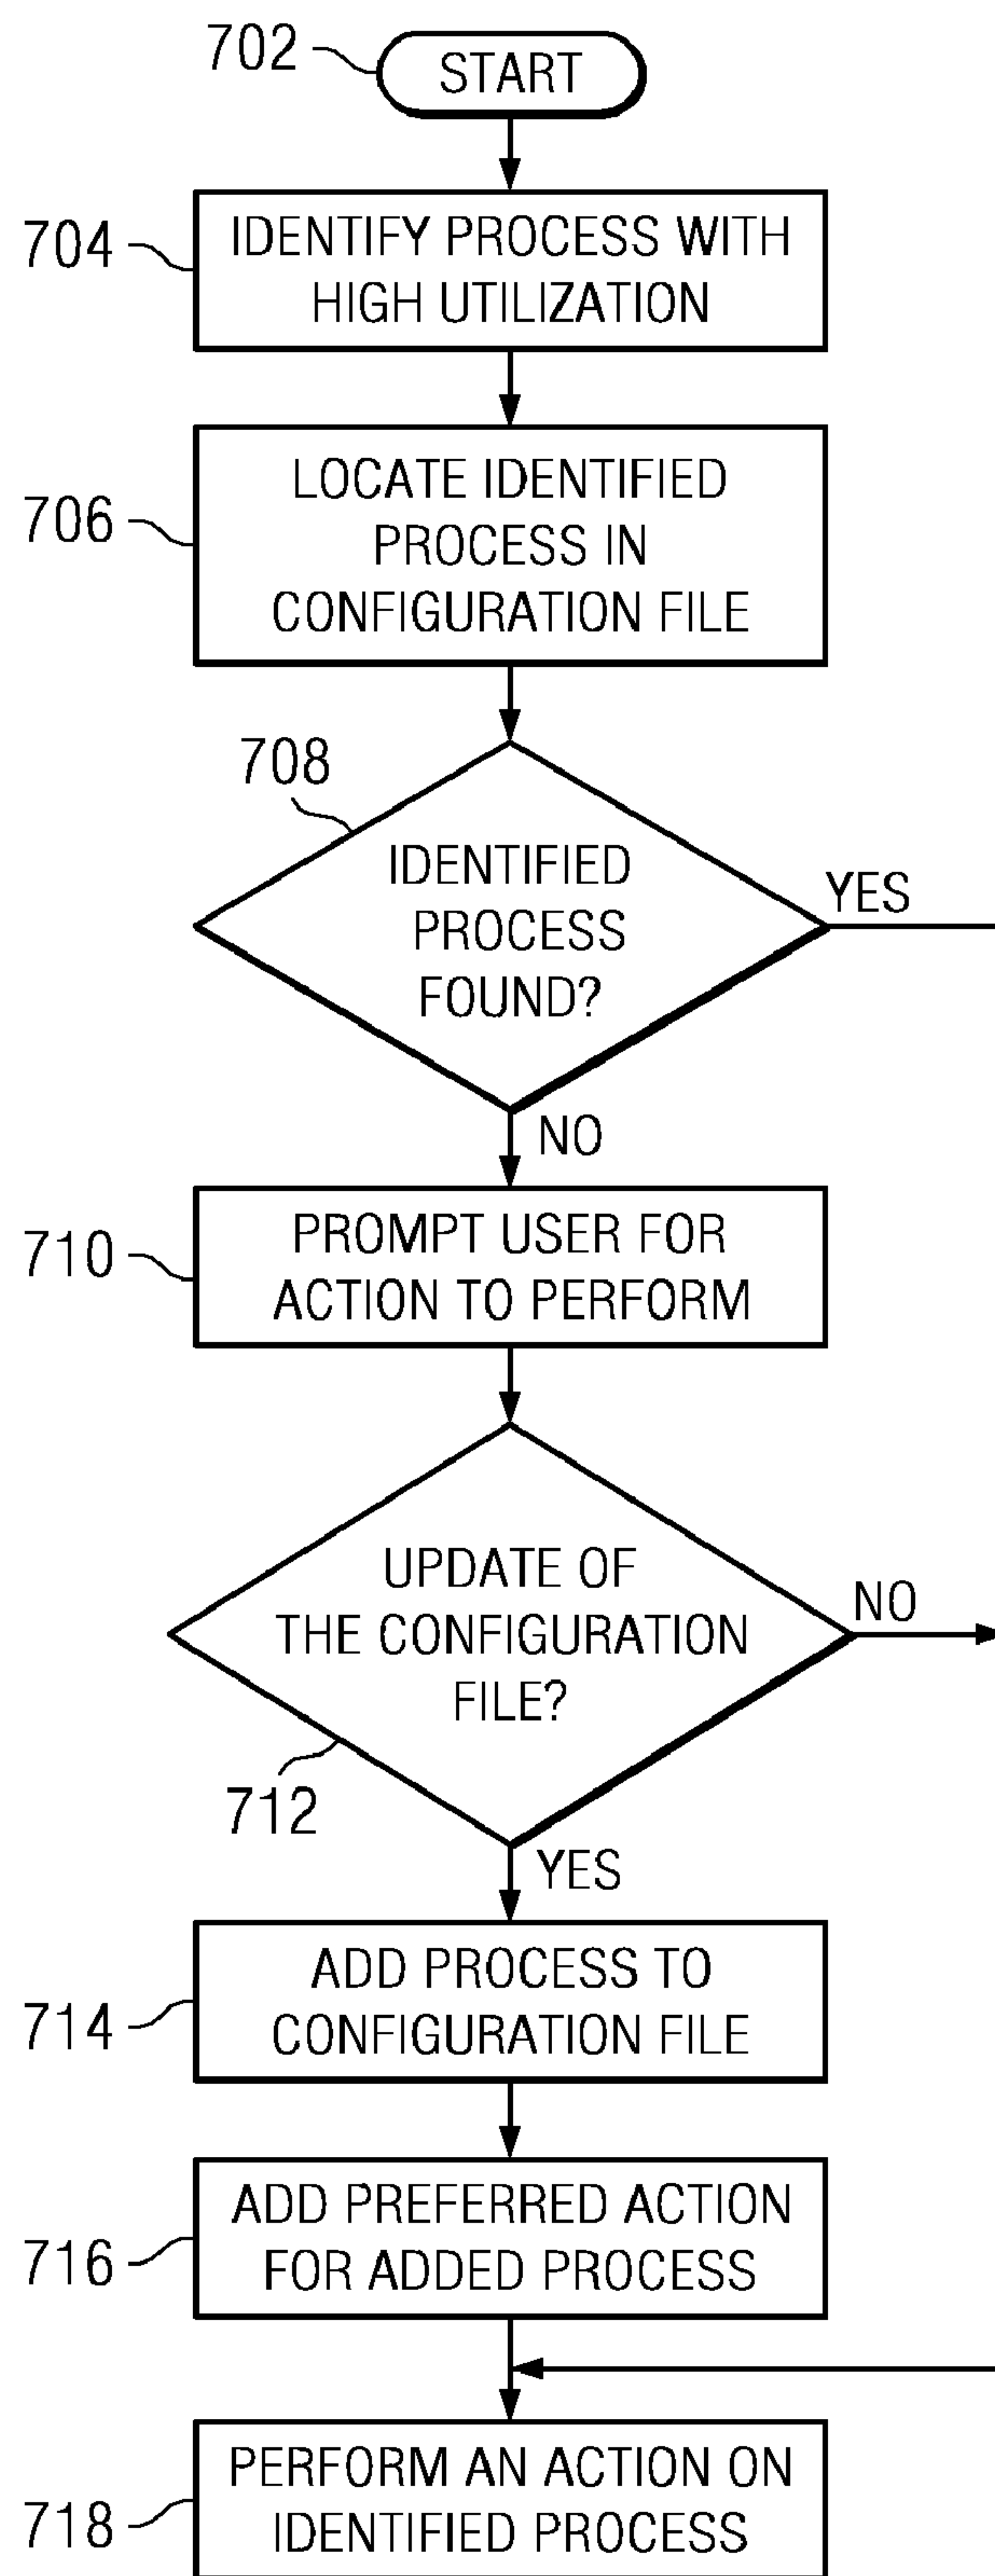 702
START
704
IDENTIFY PROCESS WITH
HIGH UTILIZATION
706
LOCATE IDENTIFIED
PROCESS IN
CONFIGURATION FILE
708
IDENTIFIED
PROCESS
FOUND?
YES
NO
710
PROMPT USER FOR
ACTION TO PERFORM
UPDATE OF
THE CONFIGURATION
FILE?
NO
712
YES
714
ADD PROCESS TO
CONFIGURATION FILE
716
ADD PREFERRED ACTION
FOR ADDED PROCESS
718
PERFORM AN ACTION ON
IDENTIFIED PROCESS